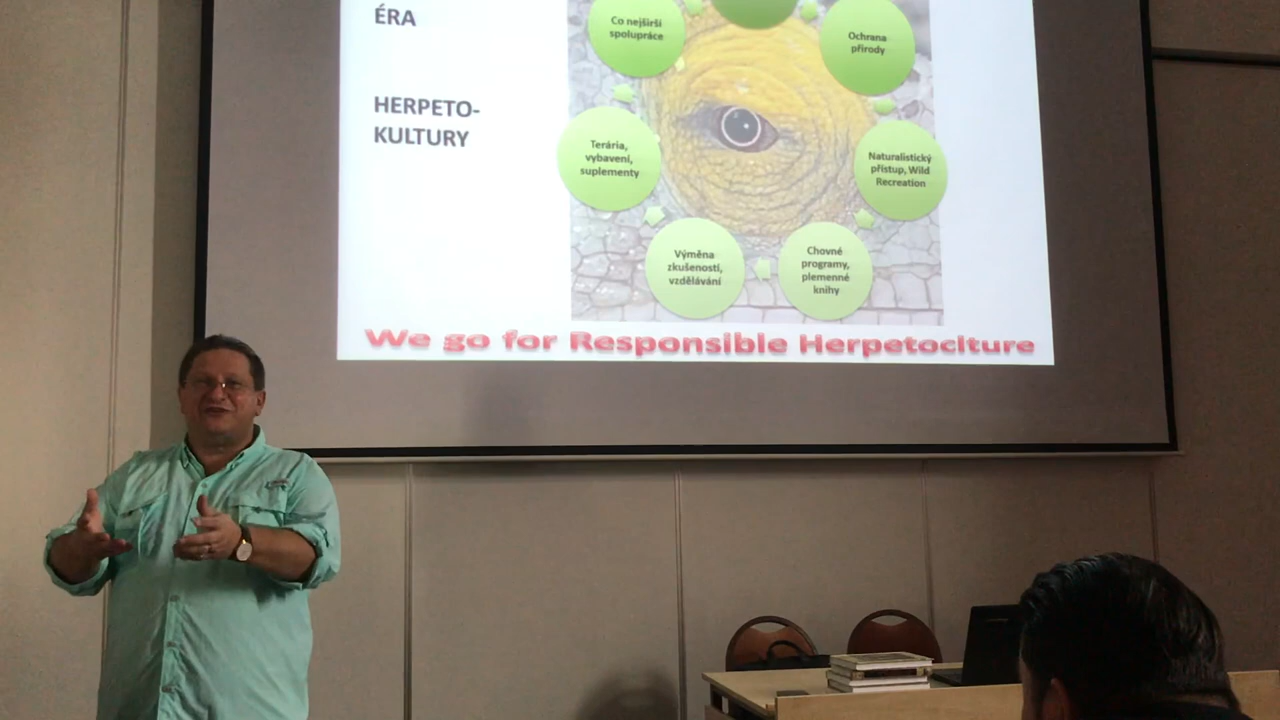 ÉRA
HERPETO-
KULTURY
Co nejširší
spolupráce
Ochrana
přírody
Terária,
vybavení,
suplementy
Naturalistický
přístup, Wild
Recreation
Výměna
zkušeností,
vzdělávání
Chovné
programy,
plemenné
knihy
We go for Responsible Herpetoclture